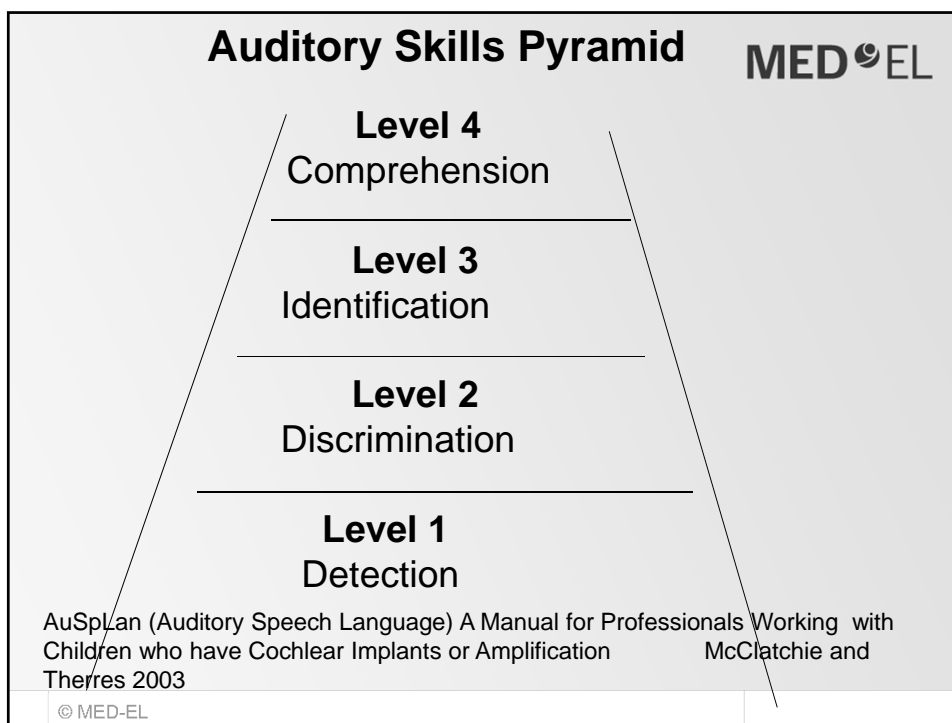 Auditory Skills Pyramid
MED EL
Level 4
Comprehension
Level 3
Identification
Level 2
Discrimination
Level 1
Detection
AuSpLan (Auditory Speech Language) A Manual for Professionals Working with
Children who have Cochlear Implants or Amplification McClatchie and
Therres 2003
© MED-EL